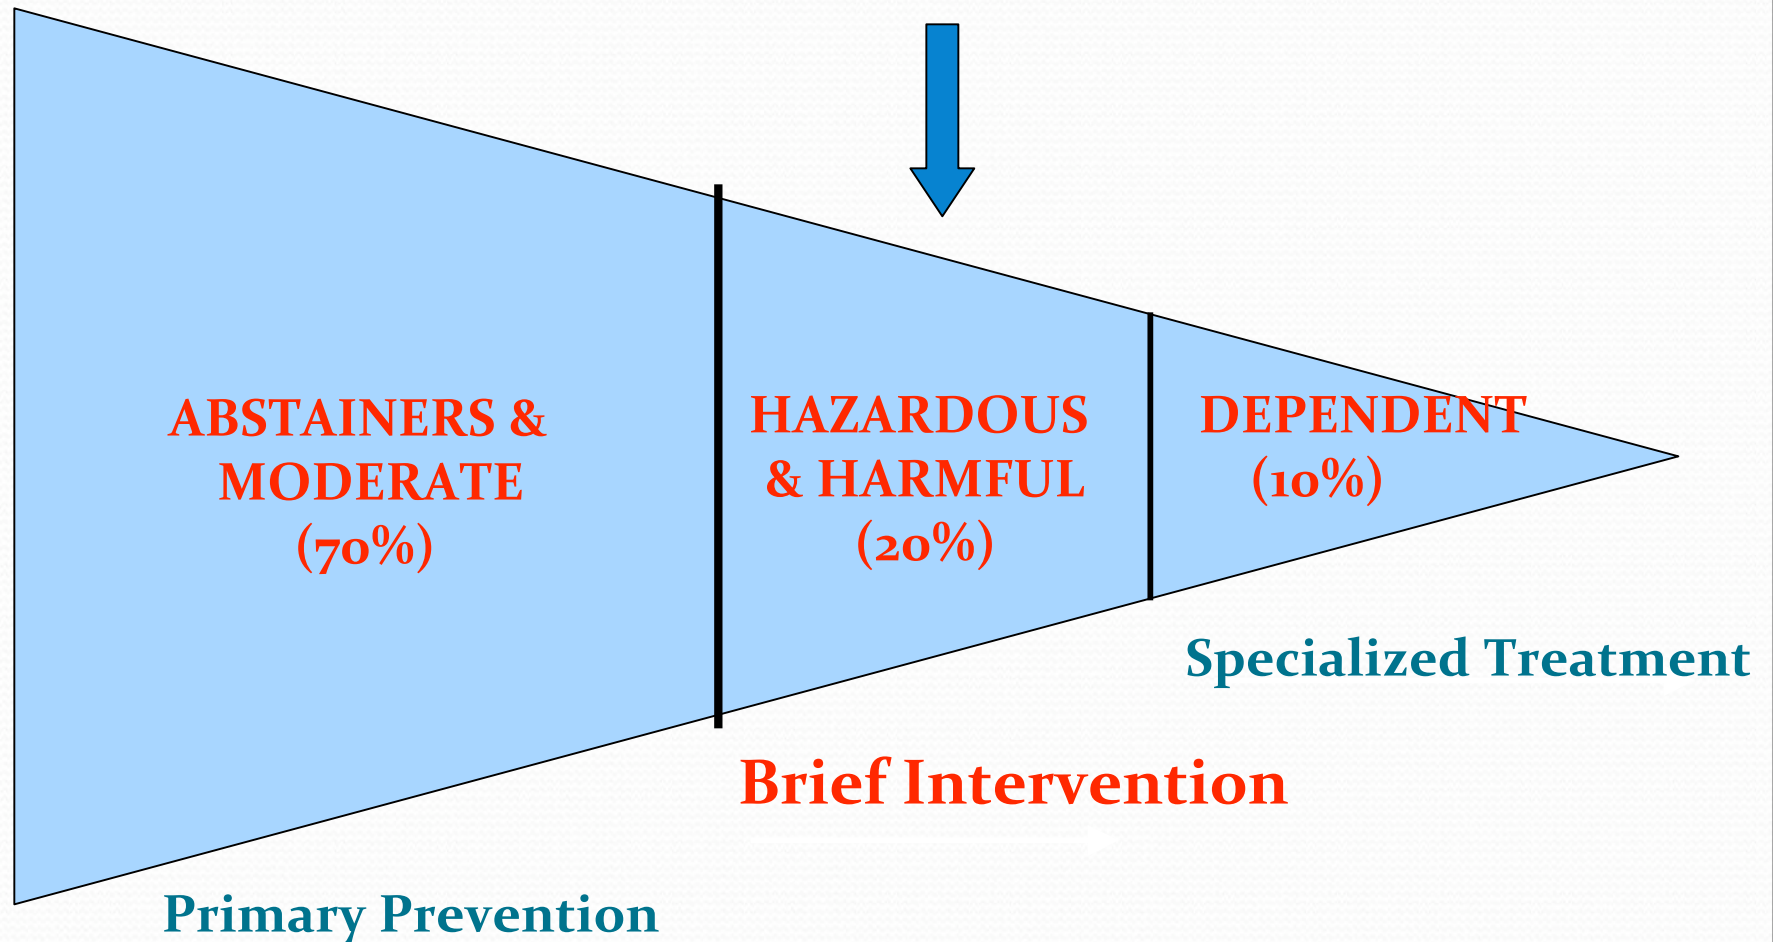 ABSTAINERS &
MODERATE
(70%)
HAZARDOUS
& HARMFUL
(20%)
DEPENDENT
(10%)
Specialized Treatment
Brief Intervention
Primary Prevention